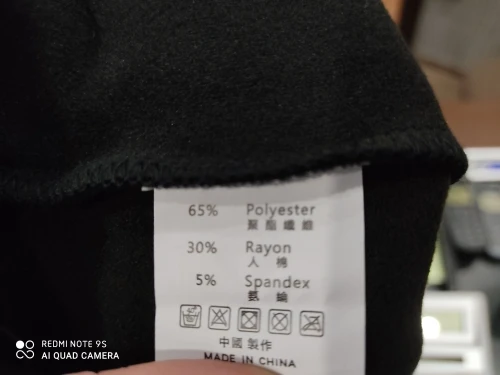 65% Polyester
聚酯纖維
30% Rayon
人棉
5% Spandex
氨綸
中國製作
MADE IN CHINA
REDMI NOTE 9S
AI QUAD CAMERA